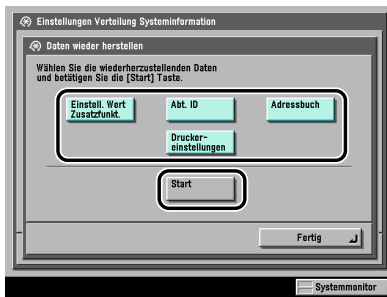 Einstellungen Verteilung Systeminformation
Daten wieder herstellen
Wählen Sie die wiederherzustellenden Daten
und betätigen Sie die [Start] Taste.
Einstell. Wert
Zusatzfunkt.
Abt. ID
Adressbuch
Drucker-
einstellungen
Start
Fertig
Systemmonitor